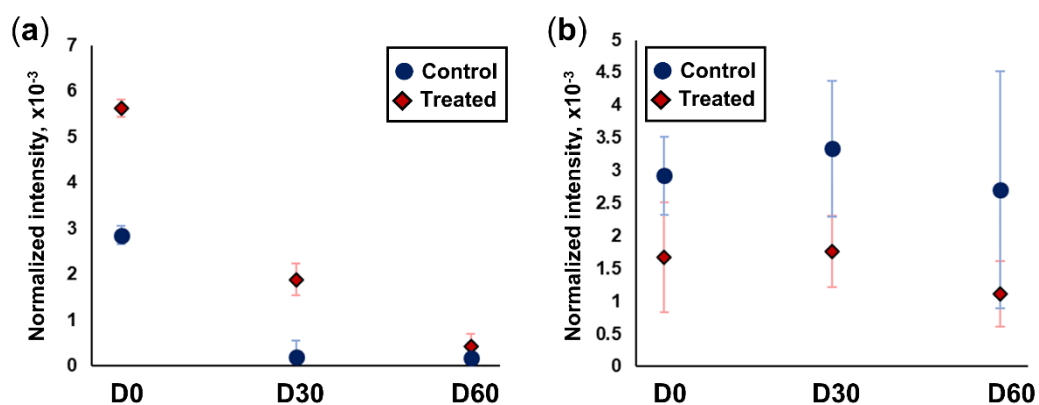 (a)
Normalized intensity, x10⁻³
7
6
5
4
3
2
1
0
Control
Treated
D0 D30 D60
(b)
Normalized intensity, x10⁻³
5
4.5
4
3.5
3
2.5
2
1.5
1
0.5
0
Control
Treated
D0 D30 D60